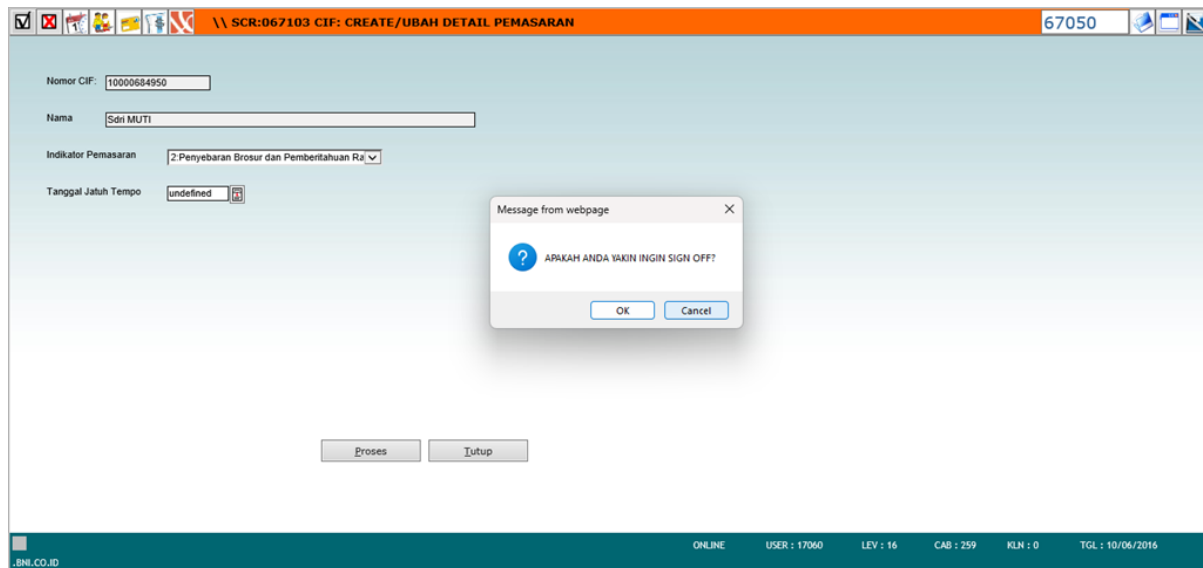 \\ SCR:067103 CIF: CREATE/UBAH DETAIL PEMASARAN 67050
Nomor CIF: 10000684950
Nama Sdri MUTI
Indikator Pemasaran 2:Penyebaran Brosur dan Pemberitahuan Ra
Tanggal Jatuh Tempo undefined
Message from webpage
APAKAH ANDA YAKIN INGIN SIGN OFF?
OK Cancel
Proses Tutup
ONLINE USER : 17060 LEV : 16 CAB : 259 KLN : 0 TGL : 10/06/2016
.BNI.CO.ID